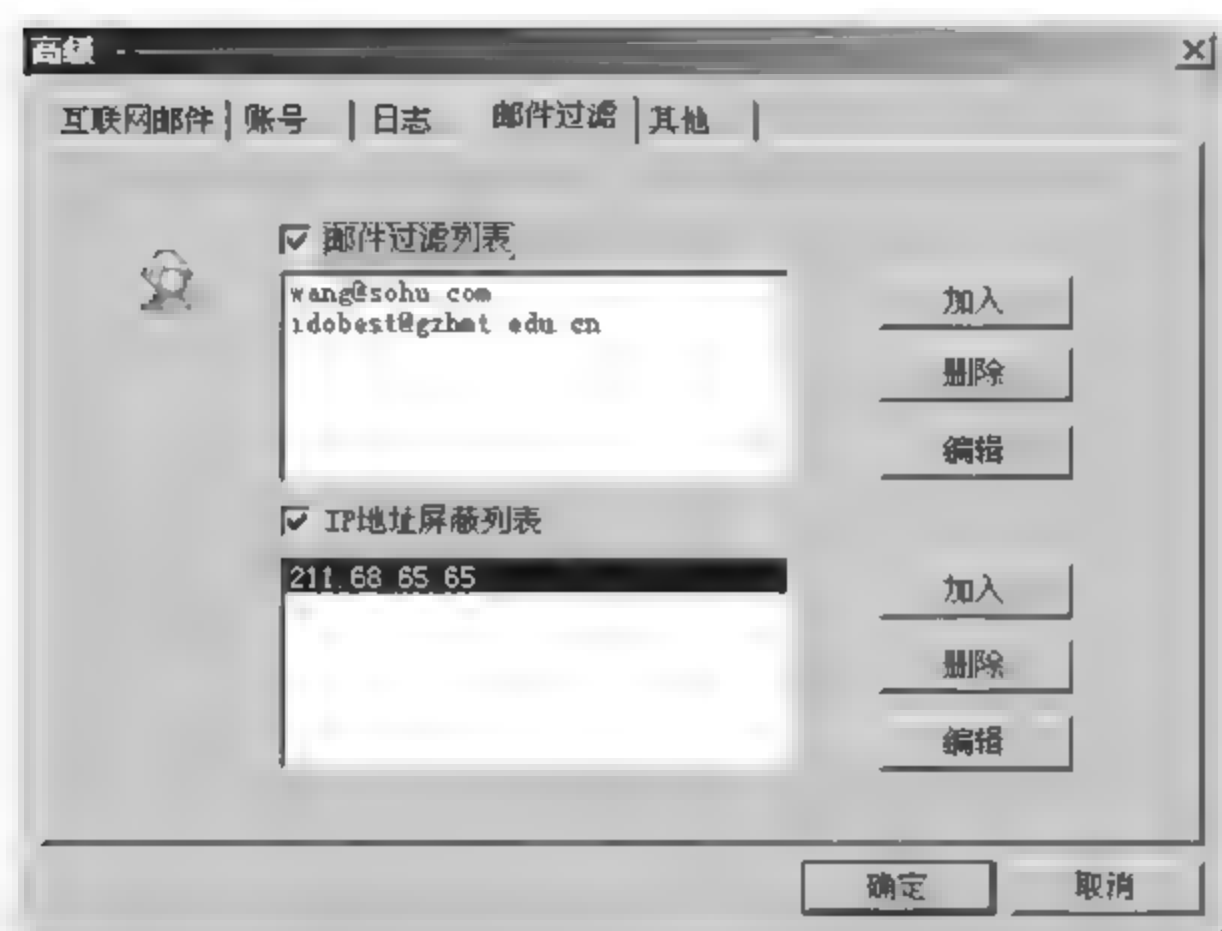 高级
互联网邮件 账号 日志 邮件过滤 其他
邮件过滤列表
wang@sohu com
idobest@gzhmt edu cn
加入
删除
编辑
IP地址屏蔽列表
211.68 65 65
加入
删除
编辑
确定 取消